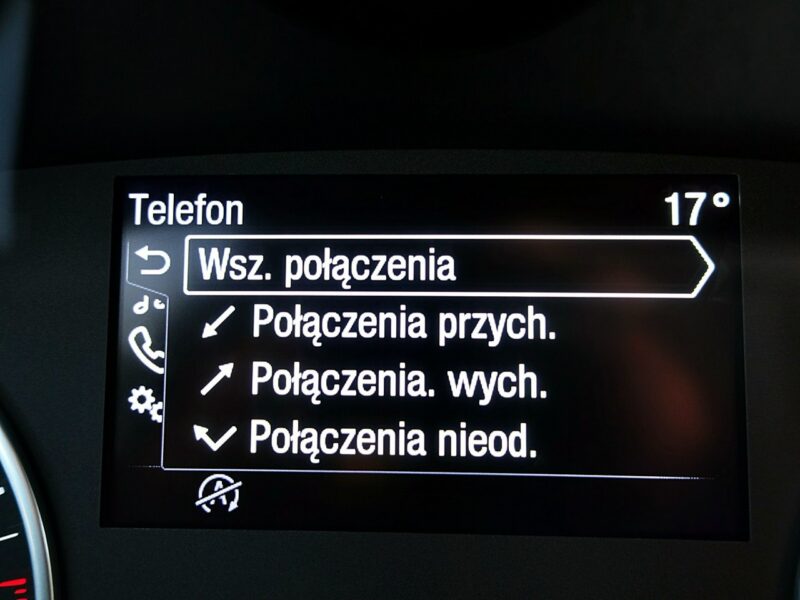 Telefon 17°
Wsz. połączenia
Połączenia przych.
Połączenia. wych.
Połączenia nieod.
A